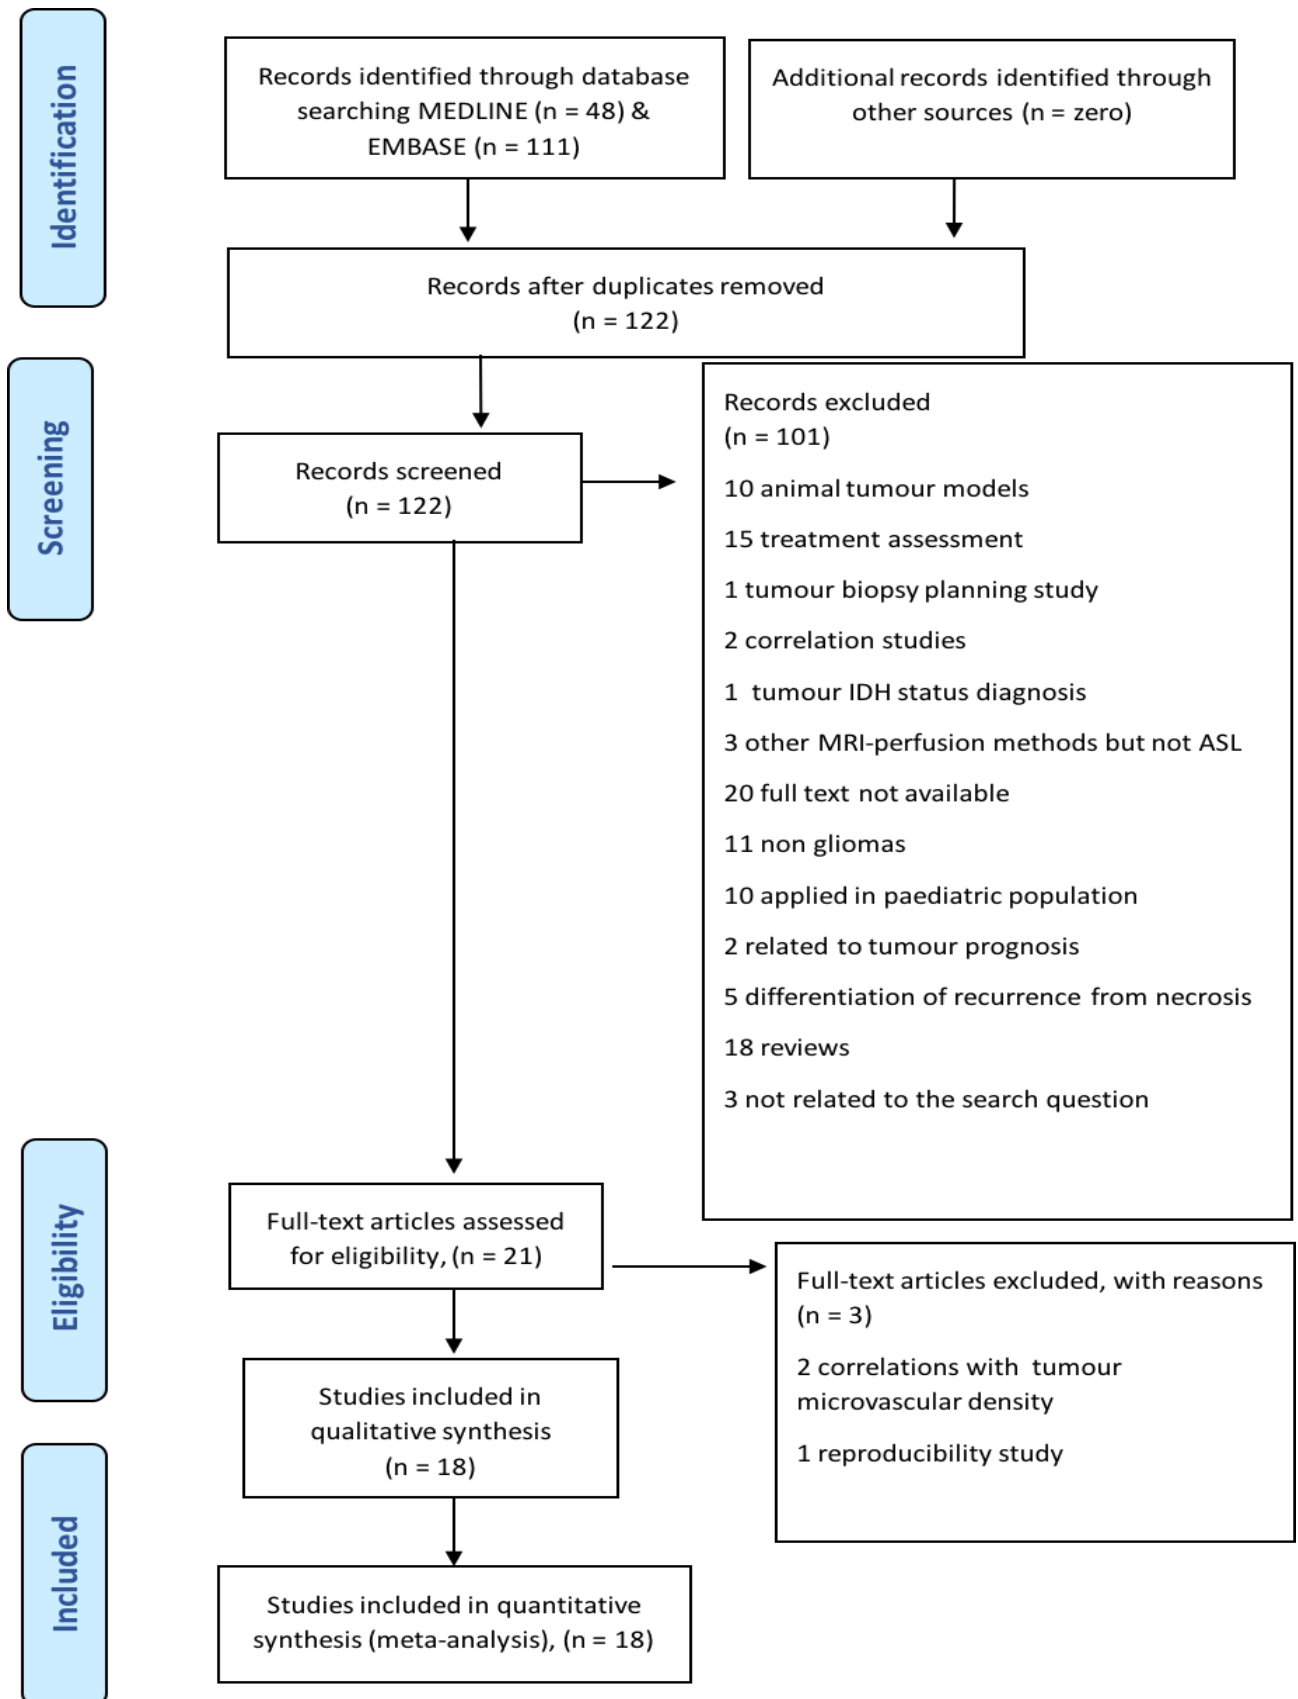 Identification
Records identified through database
searching MEDLINE (n = 48) &
EMBASE (n = 111)
Additional records identified through
other sources (n = zero)
Records after duplicates removed
(n = 122)
Screening
Records screened
(n = 122)
Records excluded
(n = 101)
10 animal tumour models
15 treatment assessment
1 tumour biopsy planning study
2 correlation studies
1 tumour IDH status diagnosis
3 other MRI-perfusion methods but not ASL
20 full text not available
11 non gliomas
10 applied in paediatric population
2 related to tumour prognosis
5 differentiation of recurrence from necrosis
18 reviews
3 not related to the search question
Eligibility
Full-text articles assessed
for eligibility, (n = 21)
Full-text articles excluded, with reasons
(n = 3)
2 correlations with tumour
microvascular density
1 reproducibility study
Studies included in
qualitative synthesis
(n = 18)
Included
Studies included in quantitative
synthesis (meta-analysis), (n = 18)